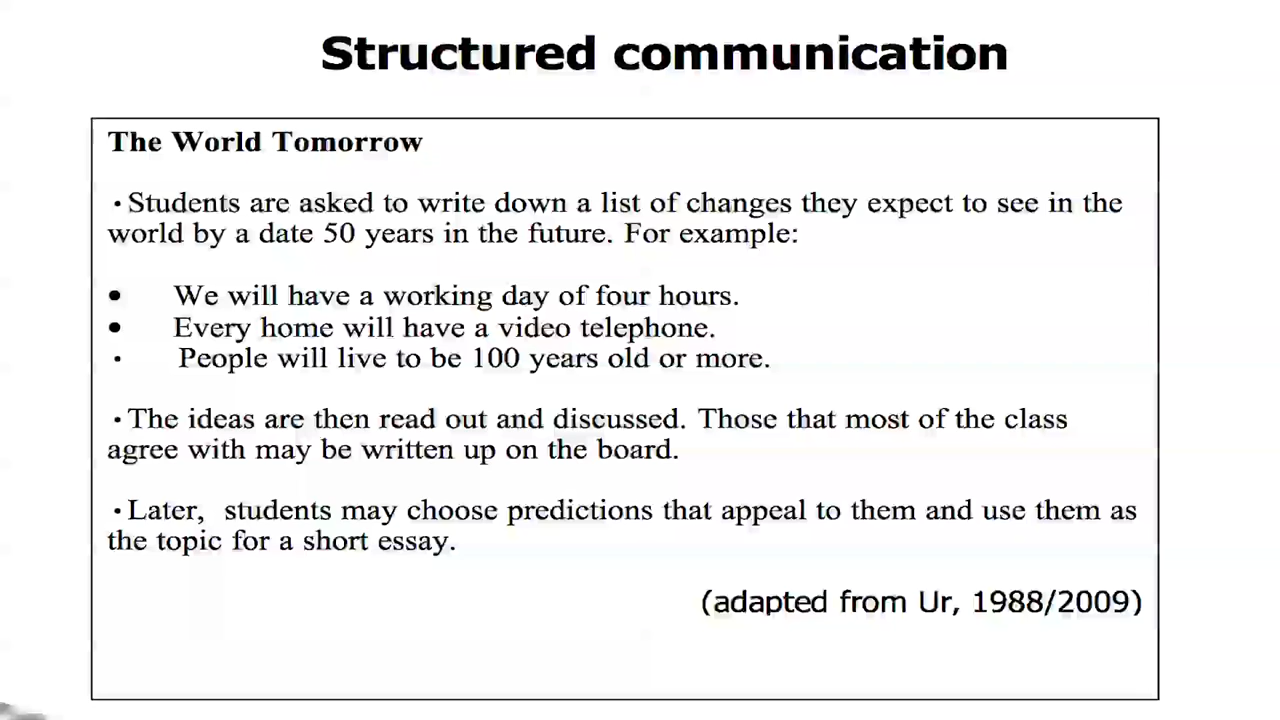 Structured communication
The World Tomorrow
•Students are asked to write down a list of changes they expect to see in the
world by a date 50 years in the future. For example:
• We will have a working day of four hours.
• Every home will have a video telephone.
• People will live to be 100 years old or more.
•The ideas are then read out and discussed. Those that most of the class
agree with may be written up on the board.
•Later, students may choose predictions that appeal to them and use them as
the topic for a short essay.
(adapted from Ur, 1988/2009)